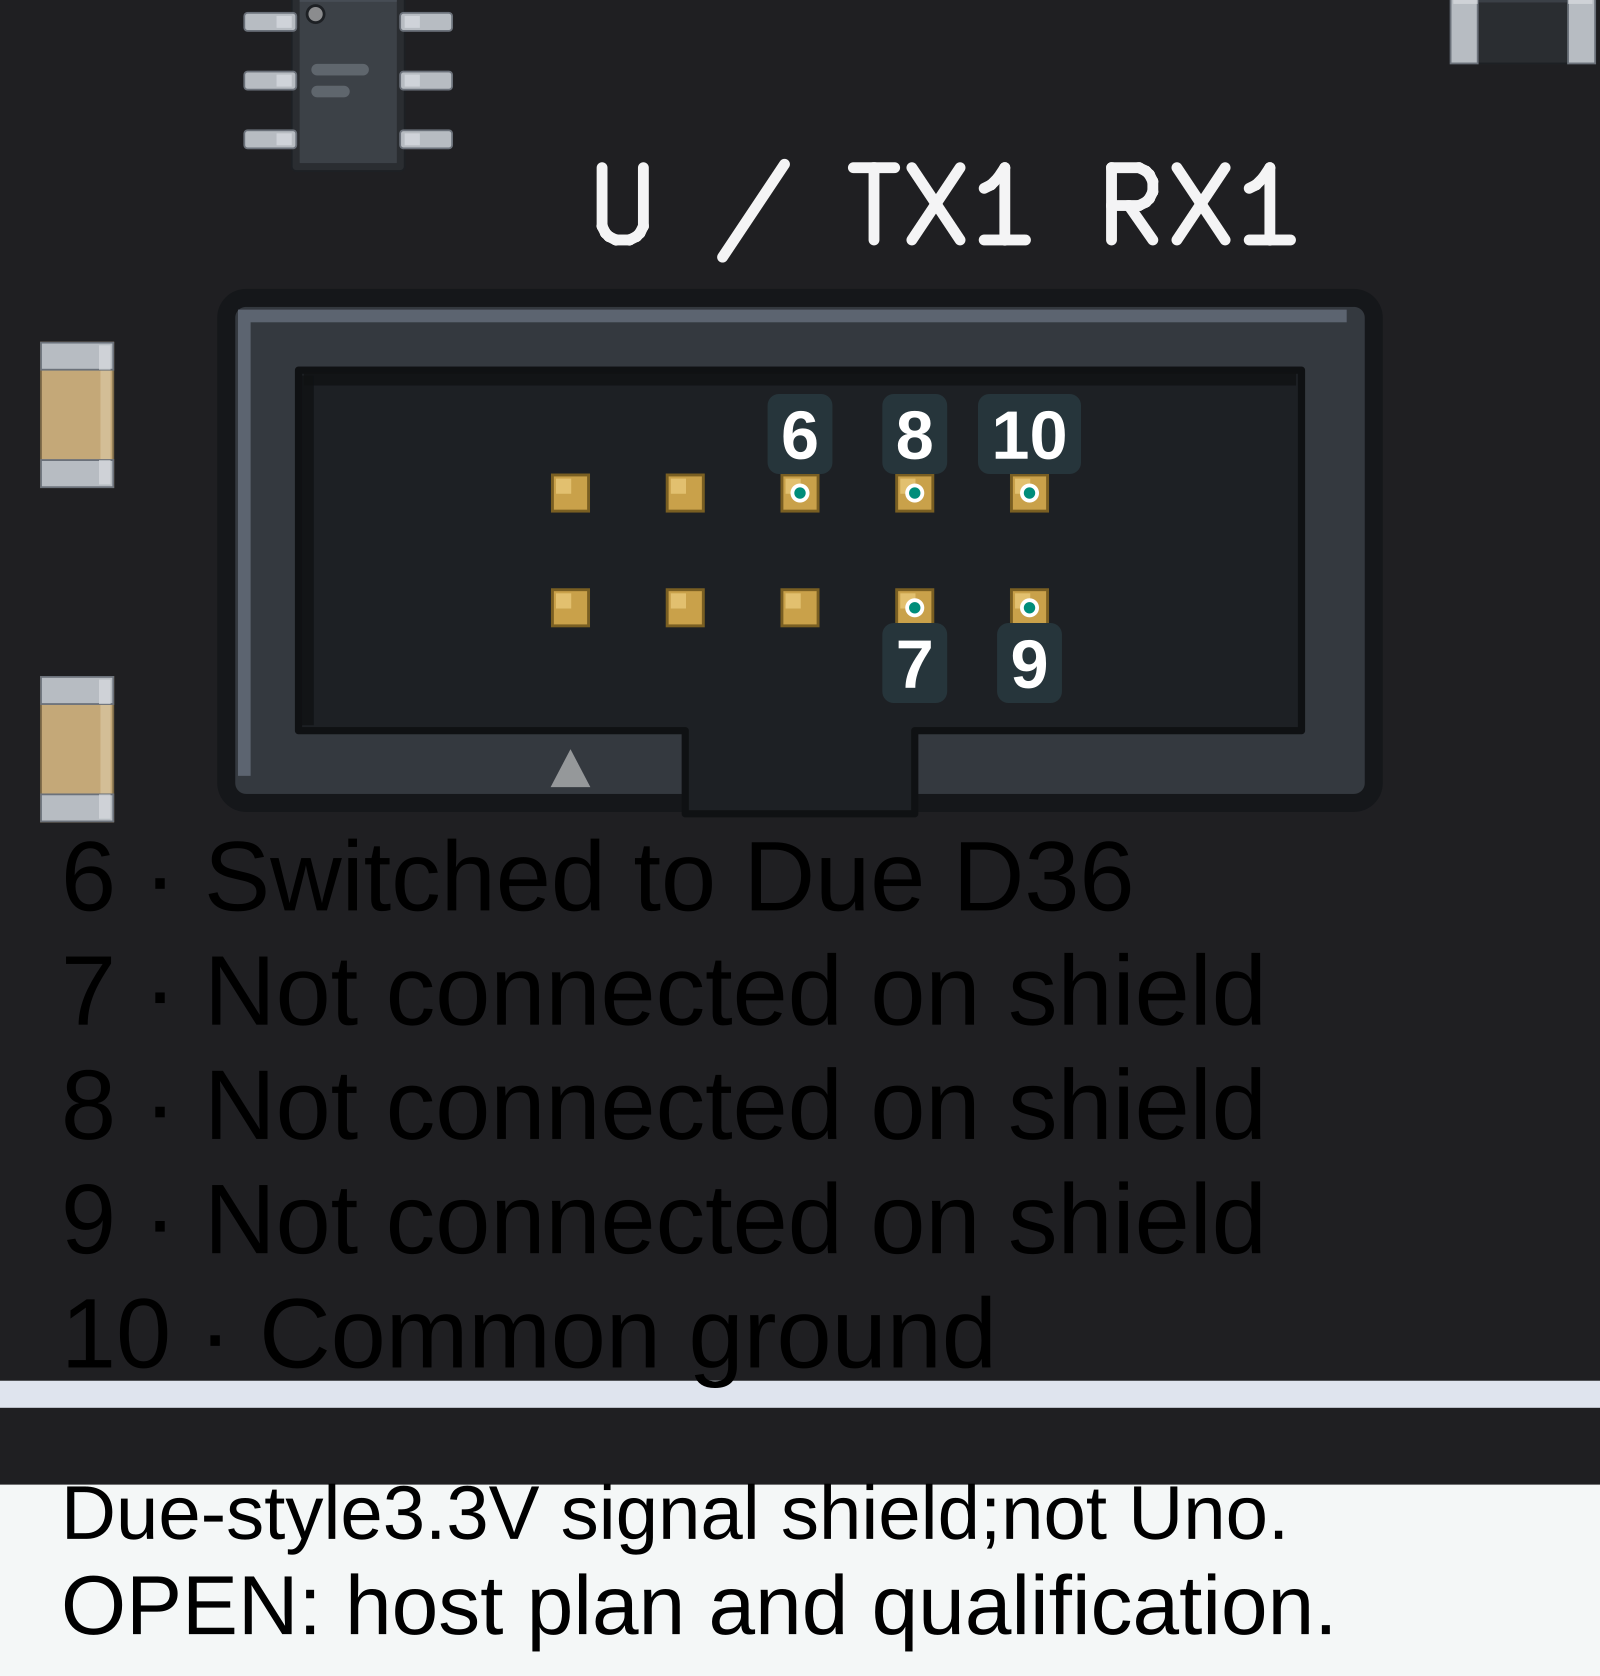 U / TX1 RX1
6 8 10
7 9
6 · Switched to Due D36
7 · Not connected on shield
8 · Not connected on shield
9 · Not connected on shield
10 · Common ground
Due-style3.3V signal shield;not Uno.
OPEN: host plan and qualification.